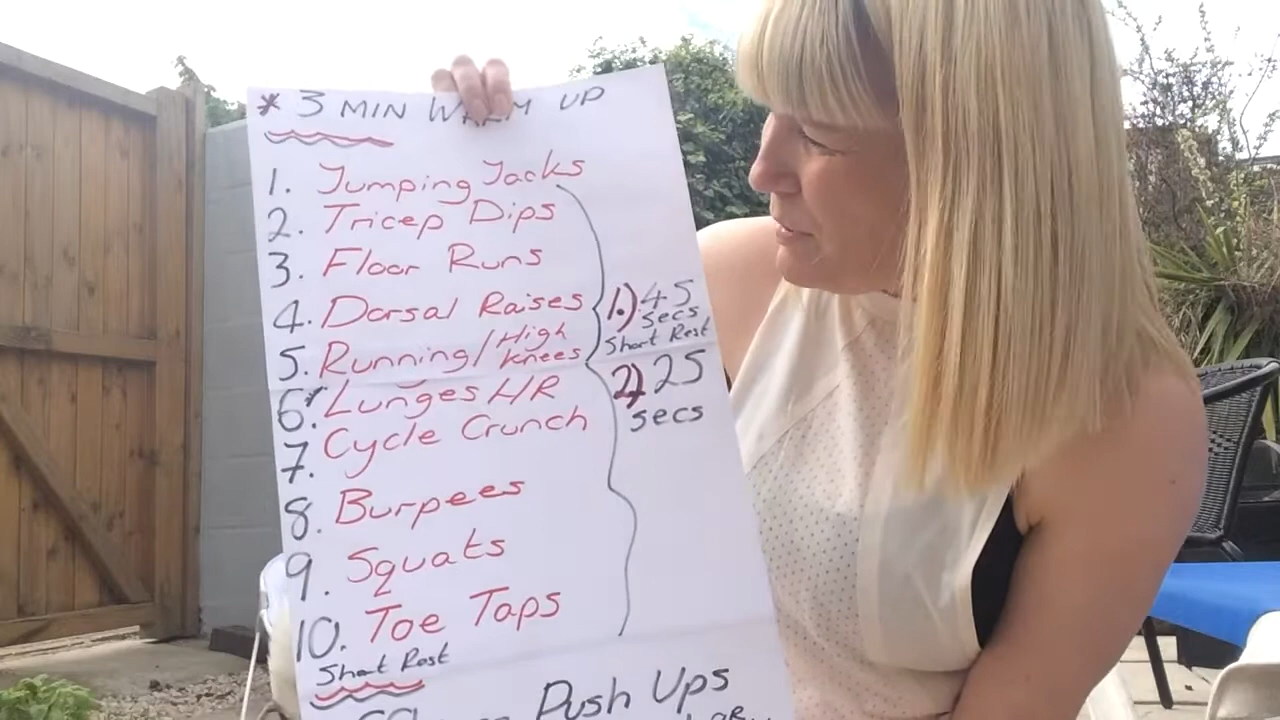 * 3 MIN WARM UP
1. Jumping Jacks
2. Tricep Dips
3. Floor Runs
4. Dorsal Raises
5. Running/High Knees
6. Lunges H/R
7. Cycle Crunch
8. Burpees
9. Squats
10. Toe Taps
Short Rest
1.) 45
secs
Short Rest
2) 25
secs
Push Ups